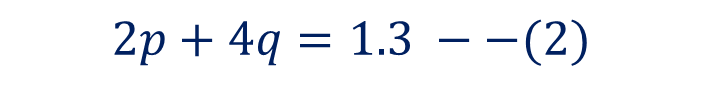 2p + 4q = 1.3 − −(2)